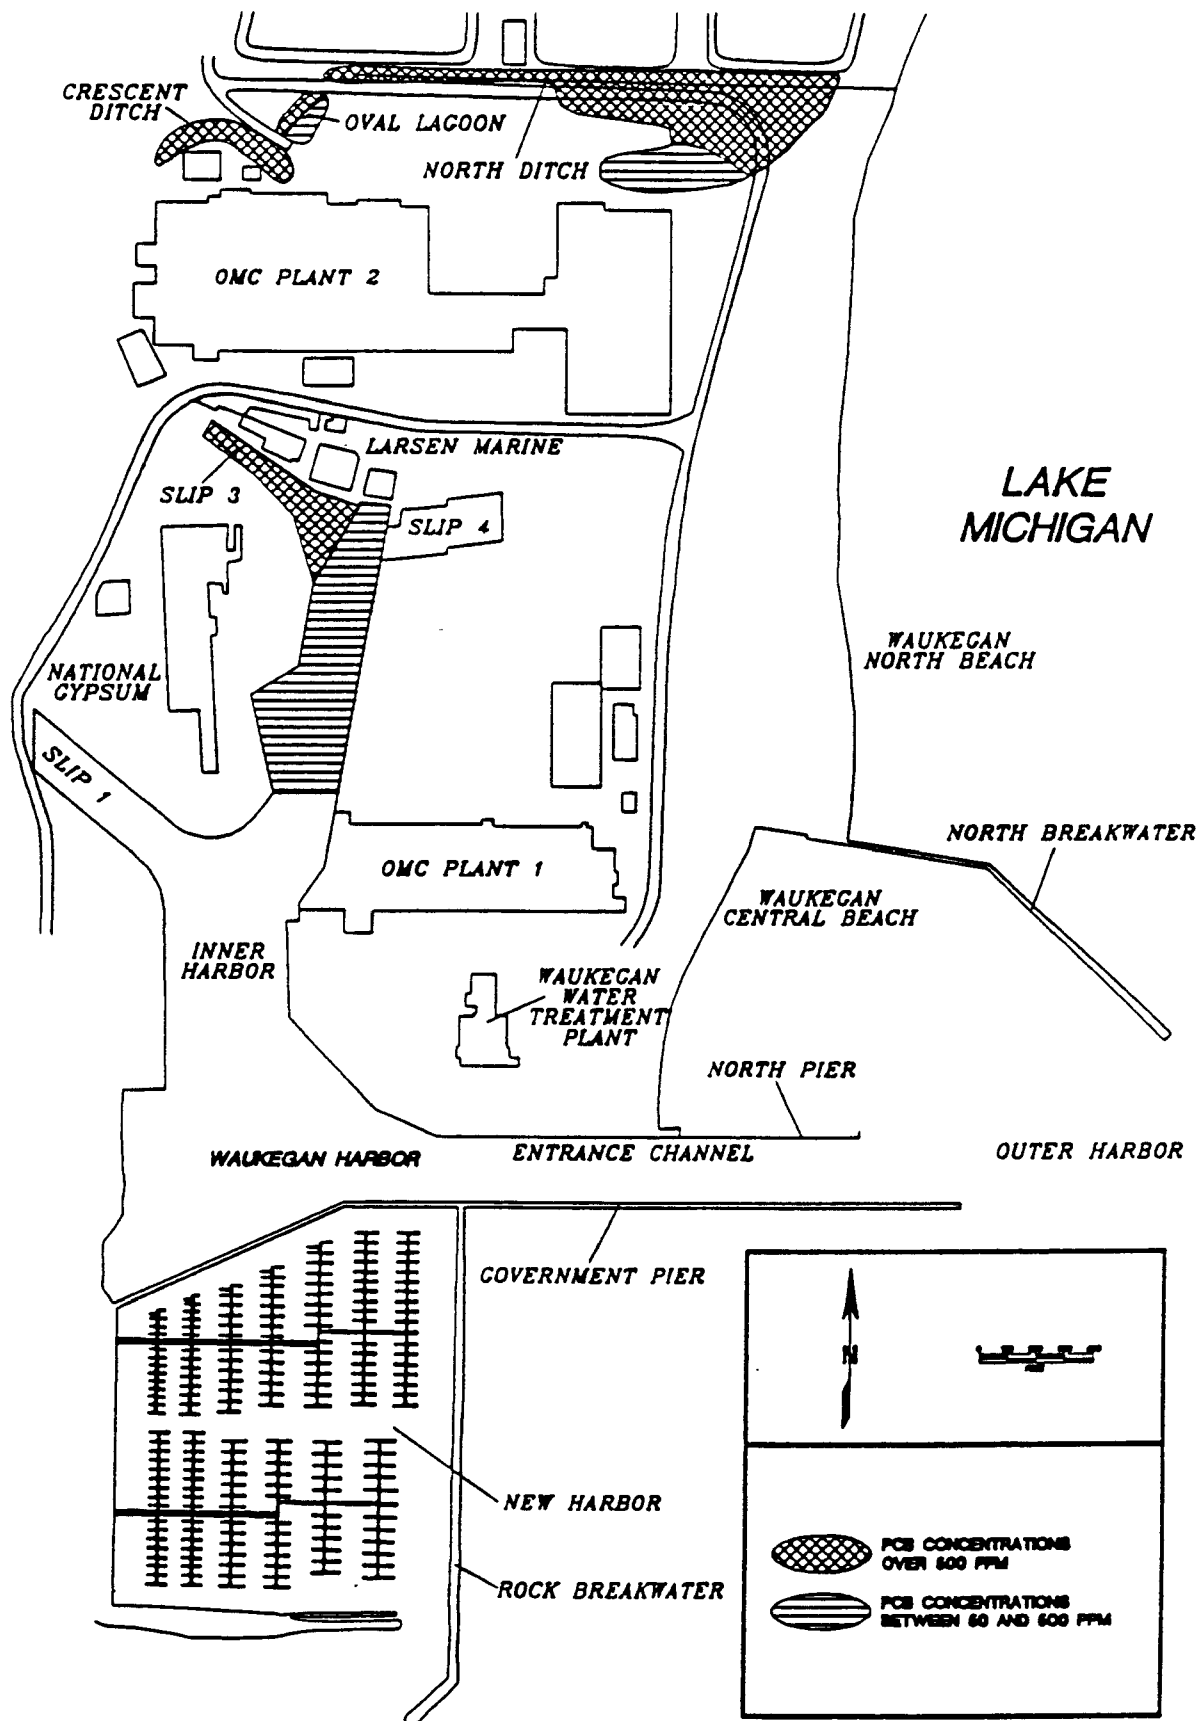 CRESCENT
DITCH
OVAL LAGOON
NORTH DITCH
OMC PLANT 2
LARSEN MARINE
SLIP 3
SLIP 4
LAKE
MICHIGAN
WAUKEGAN
NORTH BEACH
NATIONAL
GYPSUM
SLIP 1
NORTH BREAKWATER
OMC PLANT 1
WAUKEGAN
CENTRAL BEACH
INNER
HARBOR
WAUKEGAN
WATER
TREATMENT
PLANT
NORTH PIER
WAUKEGAN HARBOR
ENTRANCE CHANNEL
OUTER HARBOR
GOVERNMENT PIER
N
NEW HARBOR
PCB CONCENTRATIONS
OVER 500 PPM
ROCK BREAKWATER
PCB CONCENTRATIONS
BETWEEN 50 AND 500 PPM